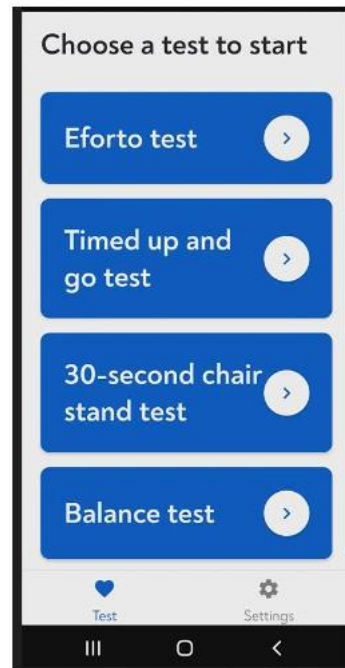 Choose a test to start
Eforto test
Timed up and
go test
30-second chair
stand test
Balance test
Test
Settings